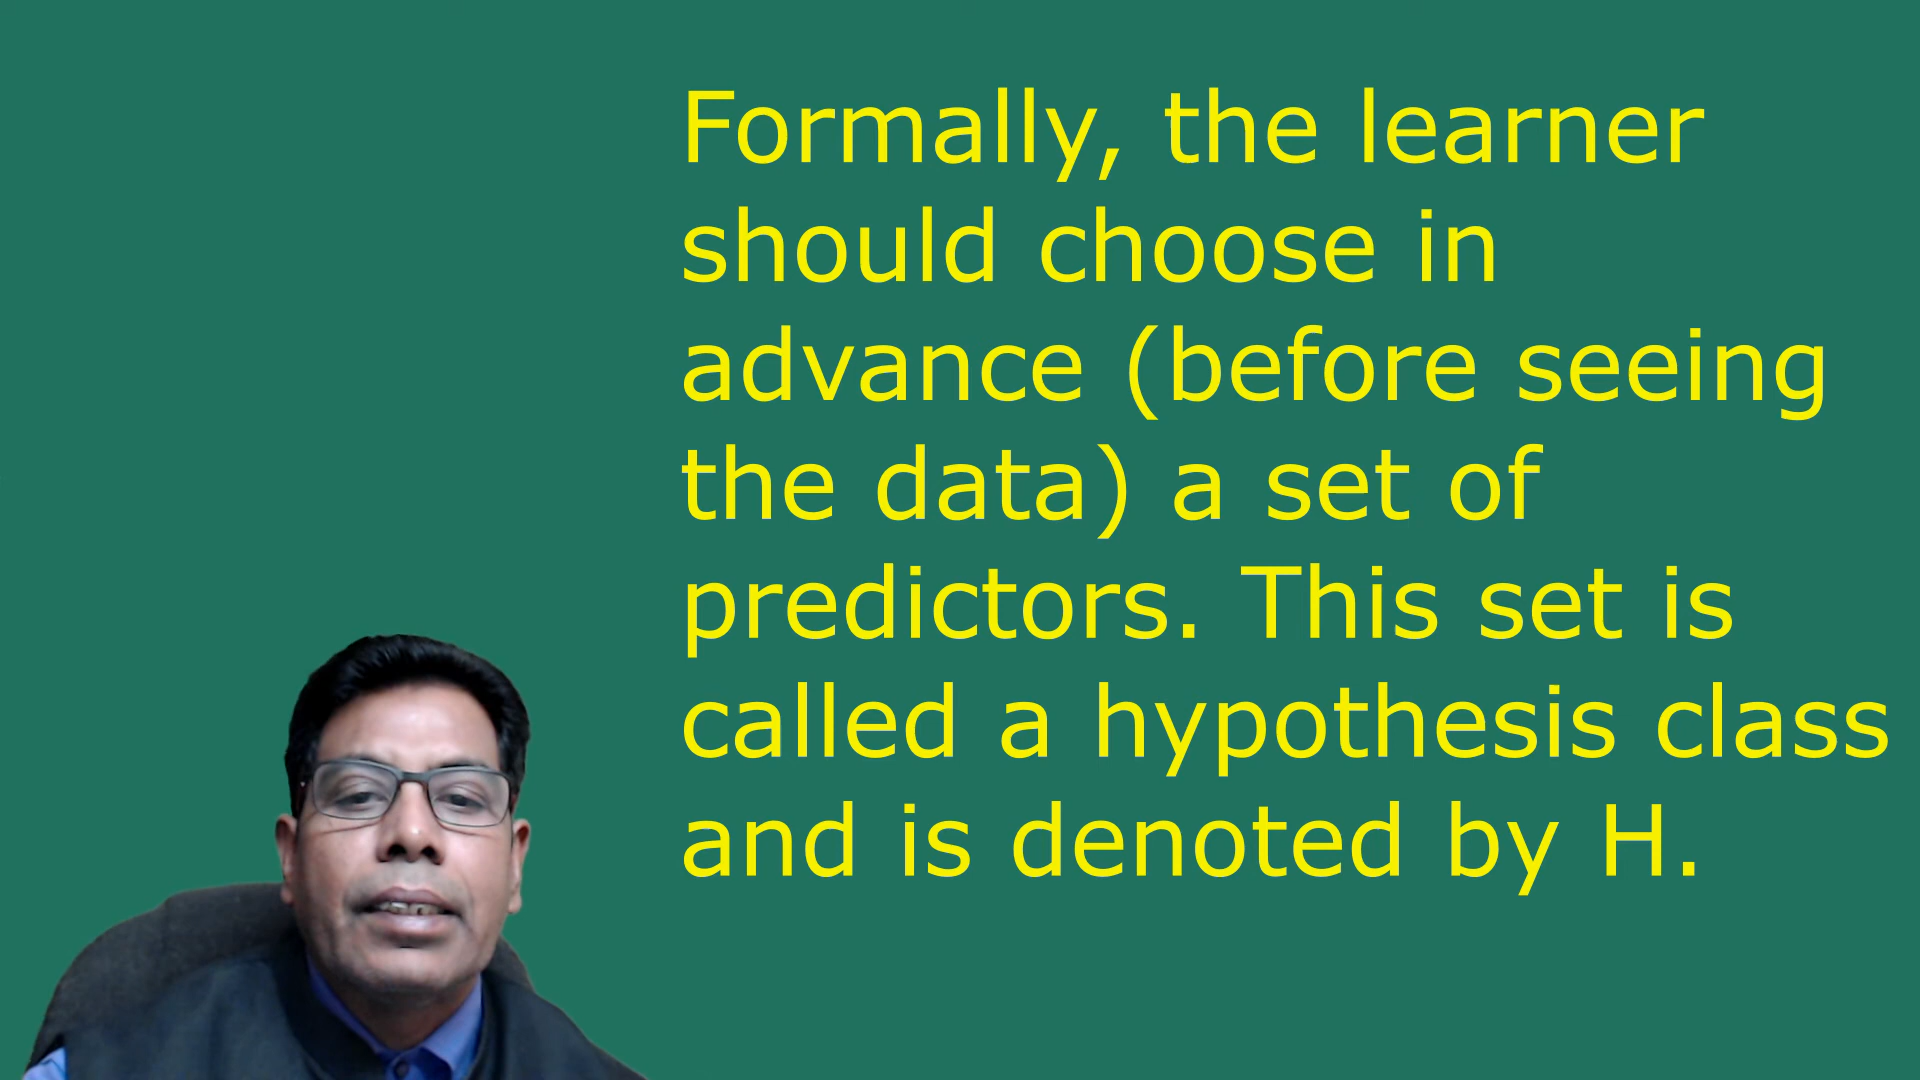 Formally, the learner
should choose in
advance (before seeing
the data) a set of
predictors. This set is
called a hypothesis class
and is denoted by H.